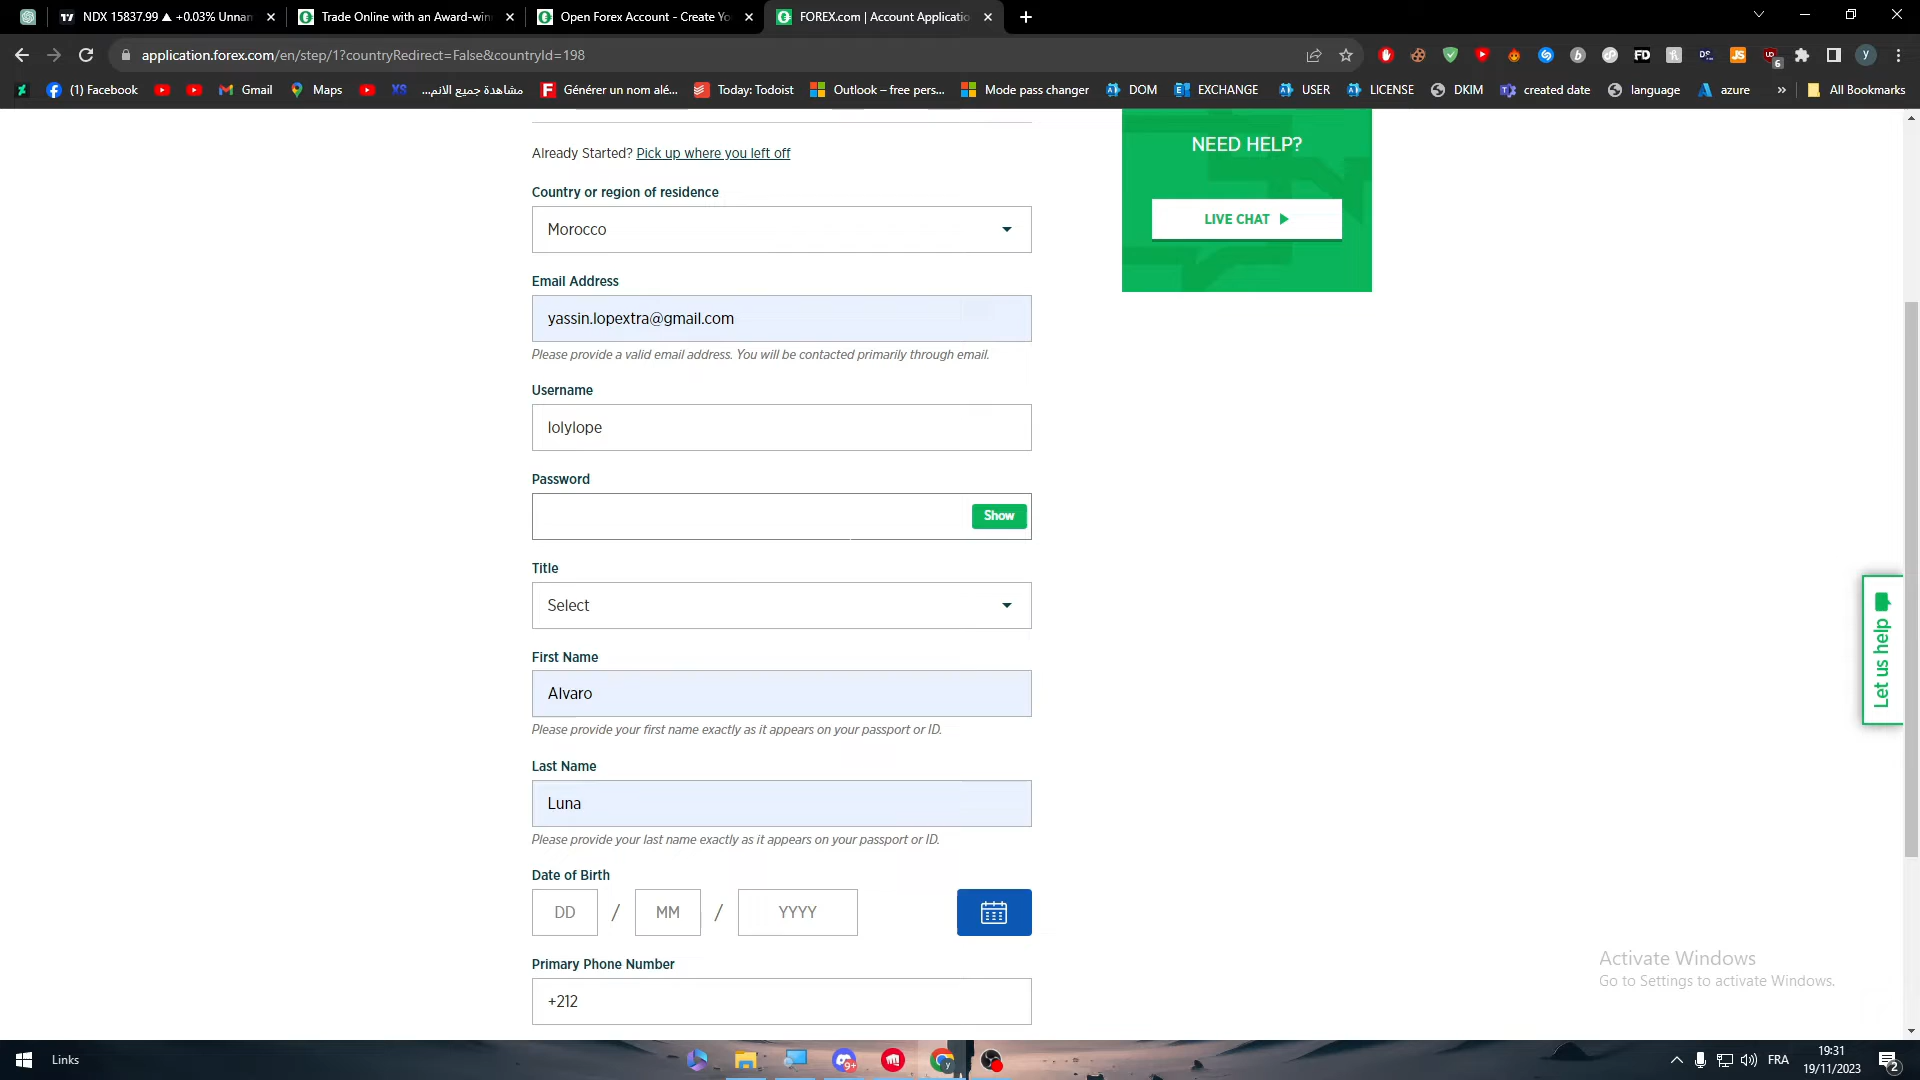 NDX 15837.99 ▲ +0.03% Unnan
Trade Online with an Award-win
Open Forex Account - Create Yo
FOREX.com | Account Applicatio
application.forex.com/en/step/1?countryRedirect=False&countryId=198
(1) Facebook
Gmail
Maps
XS
مشاهدة جميع الانم...
Générer un nom alé...
Today: Todoist
Outlook – free pers...
Mode pass changer
DOM
EXCHANGE
USER
LICENSE
DKIM
created date
language
azure
»
All Bookmarks
Already Started? Pick up where you left off
NEED HELP?
LIVE CHAT
Country or region of residence
Morocco
Email Address
yassin.lopextra@gmail.com
Please provide a valid email address. You will be contacted primarily through email.
Username
lolylope
Password
Show
Title
Select
First Name
Alvaro
Please provide your first name exactly as it appears on your passport or ID.
Last Name
Luna
Please provide your last name exactly as it appears on your passport or ID.
Date of Birth
DD / MM / YYYY
Primary Phone Number
+212
Let us help
Activate Windows
Go to Settings to activate Windows.
Links
FRA
19:31
19/11/2023
2